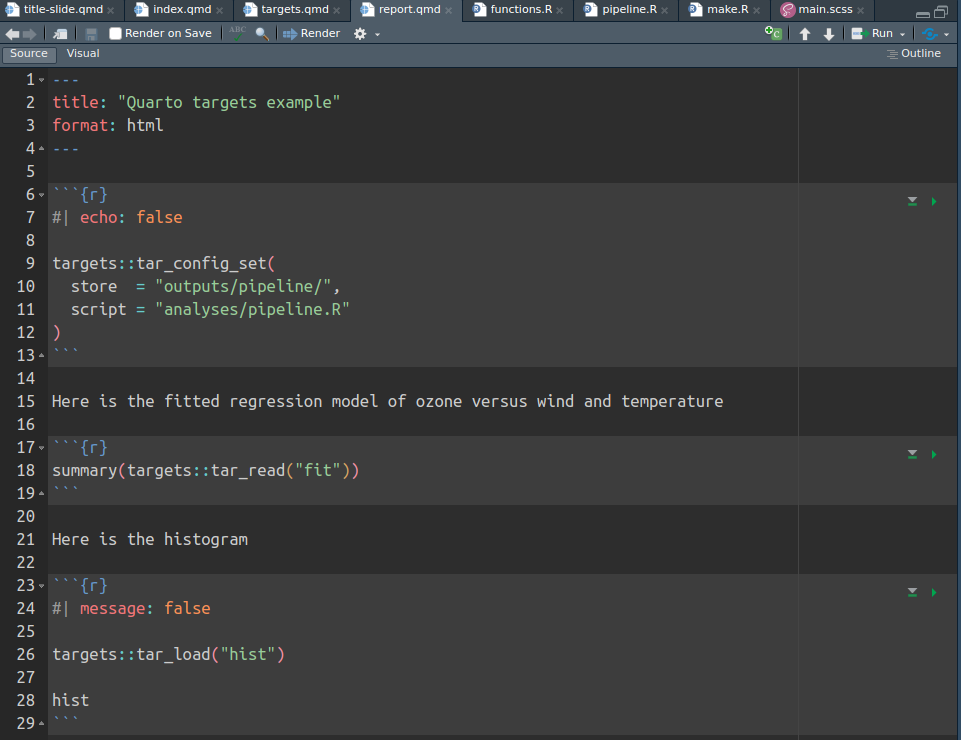 title-slide.qmd × index.qmd × targets.qmd × report.qmd × functions.R × pipeline.R × make.R × main.scss ×
Render on Save ABC Render C Run
Source Visual Outline
1 ---
2 title: "Quarto targets example"
3 format: html
4 ---
5
6 ```{r}
7 #| echo: false
8
9 targets::tar_config_set(
10   store  = "outputs/pipeline/",
11   script = "analyses/pipeline.R"
12 )
13 ```
14
15 Here is the fitted regression model of ozone versus wind and temperature
16
17 ```{r}
18 summary(targets::tar_read("fit"))
19 ```
20
21 Here is the histogram
22
23 ```{r}
24 #| message: false
25
26 targets::tar_load("hist")
27
28 hist
29 ```